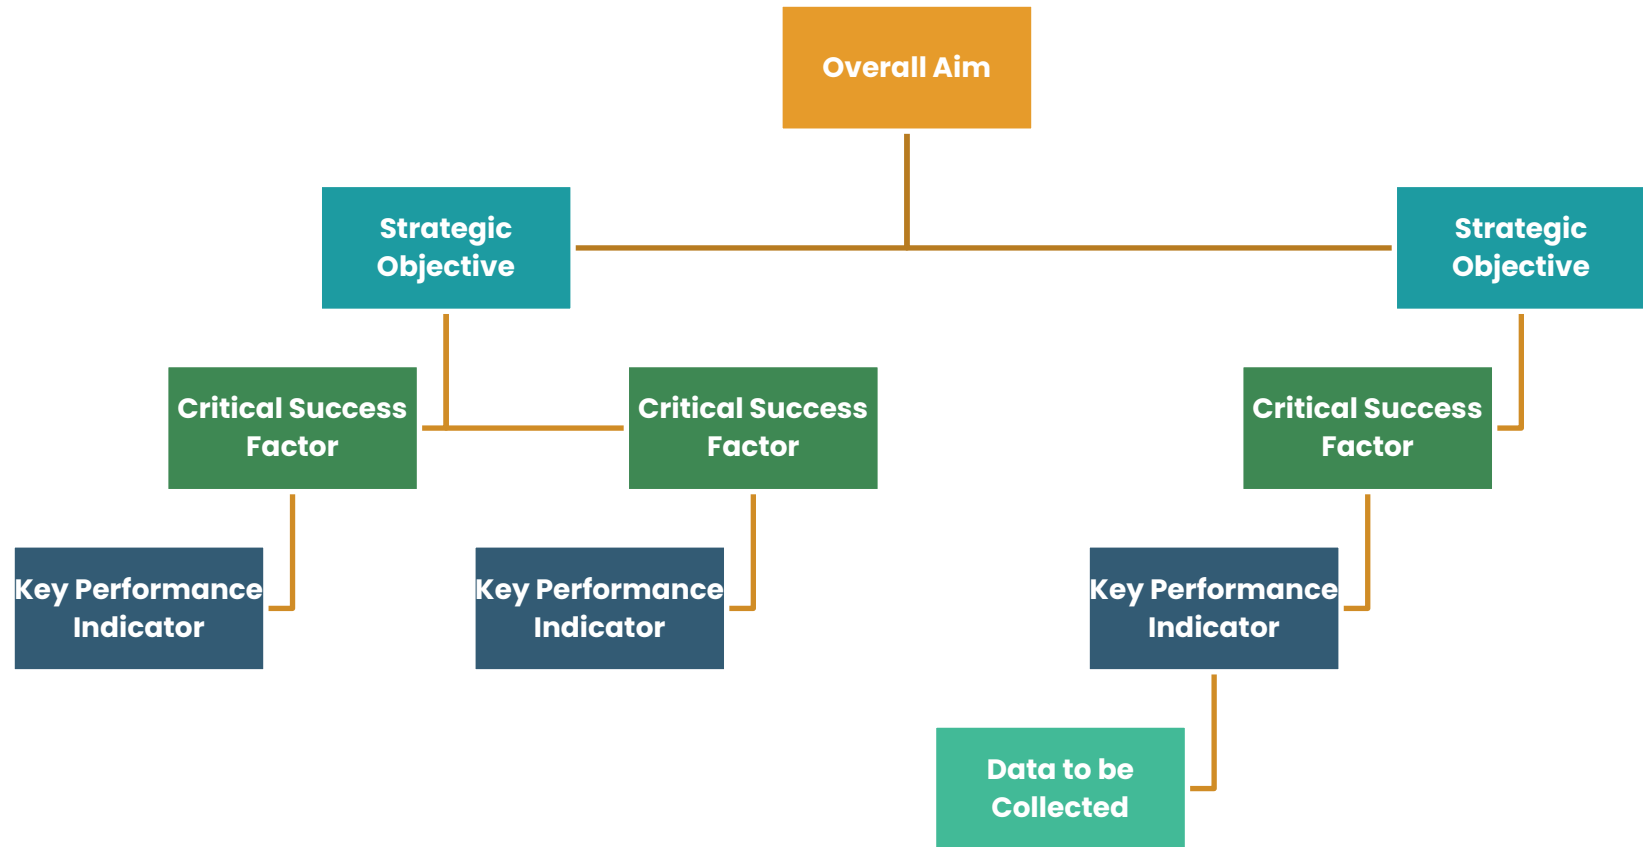 Overall Aim
Strategic
Objective
Strategic
Objective
Critical Success
Factor
Critical Success
Factor
Critical Success
Factor
Key Performance
Indicator
Key Performance
Indicator
Key Performance
Indicator
Data to be
Collected